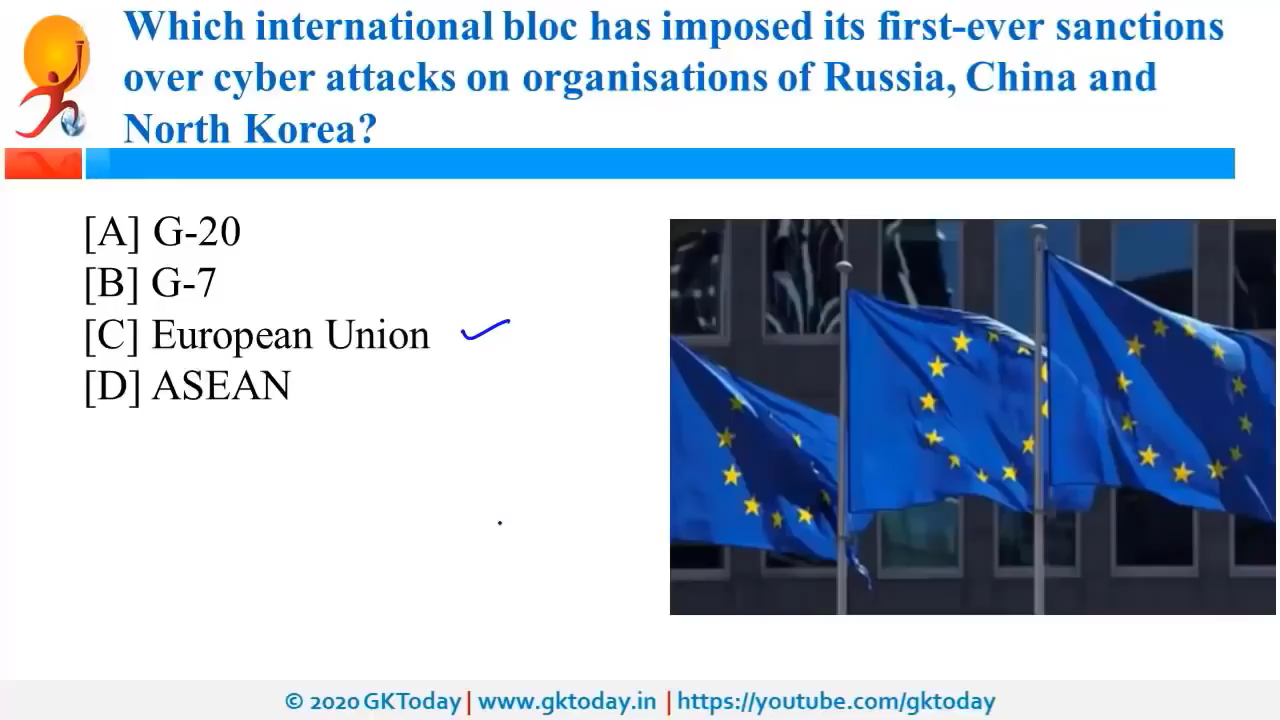 Which international bloc has imposed its first-ever sanctions
over cyber attacks on organisations of Russia, China and
North Korea?
[A] G-20
[B] G-7
[C] European Union
[D] ASEAN
© 2020 GKToday | www.gktoday.in | https://youtube.com/gktoday